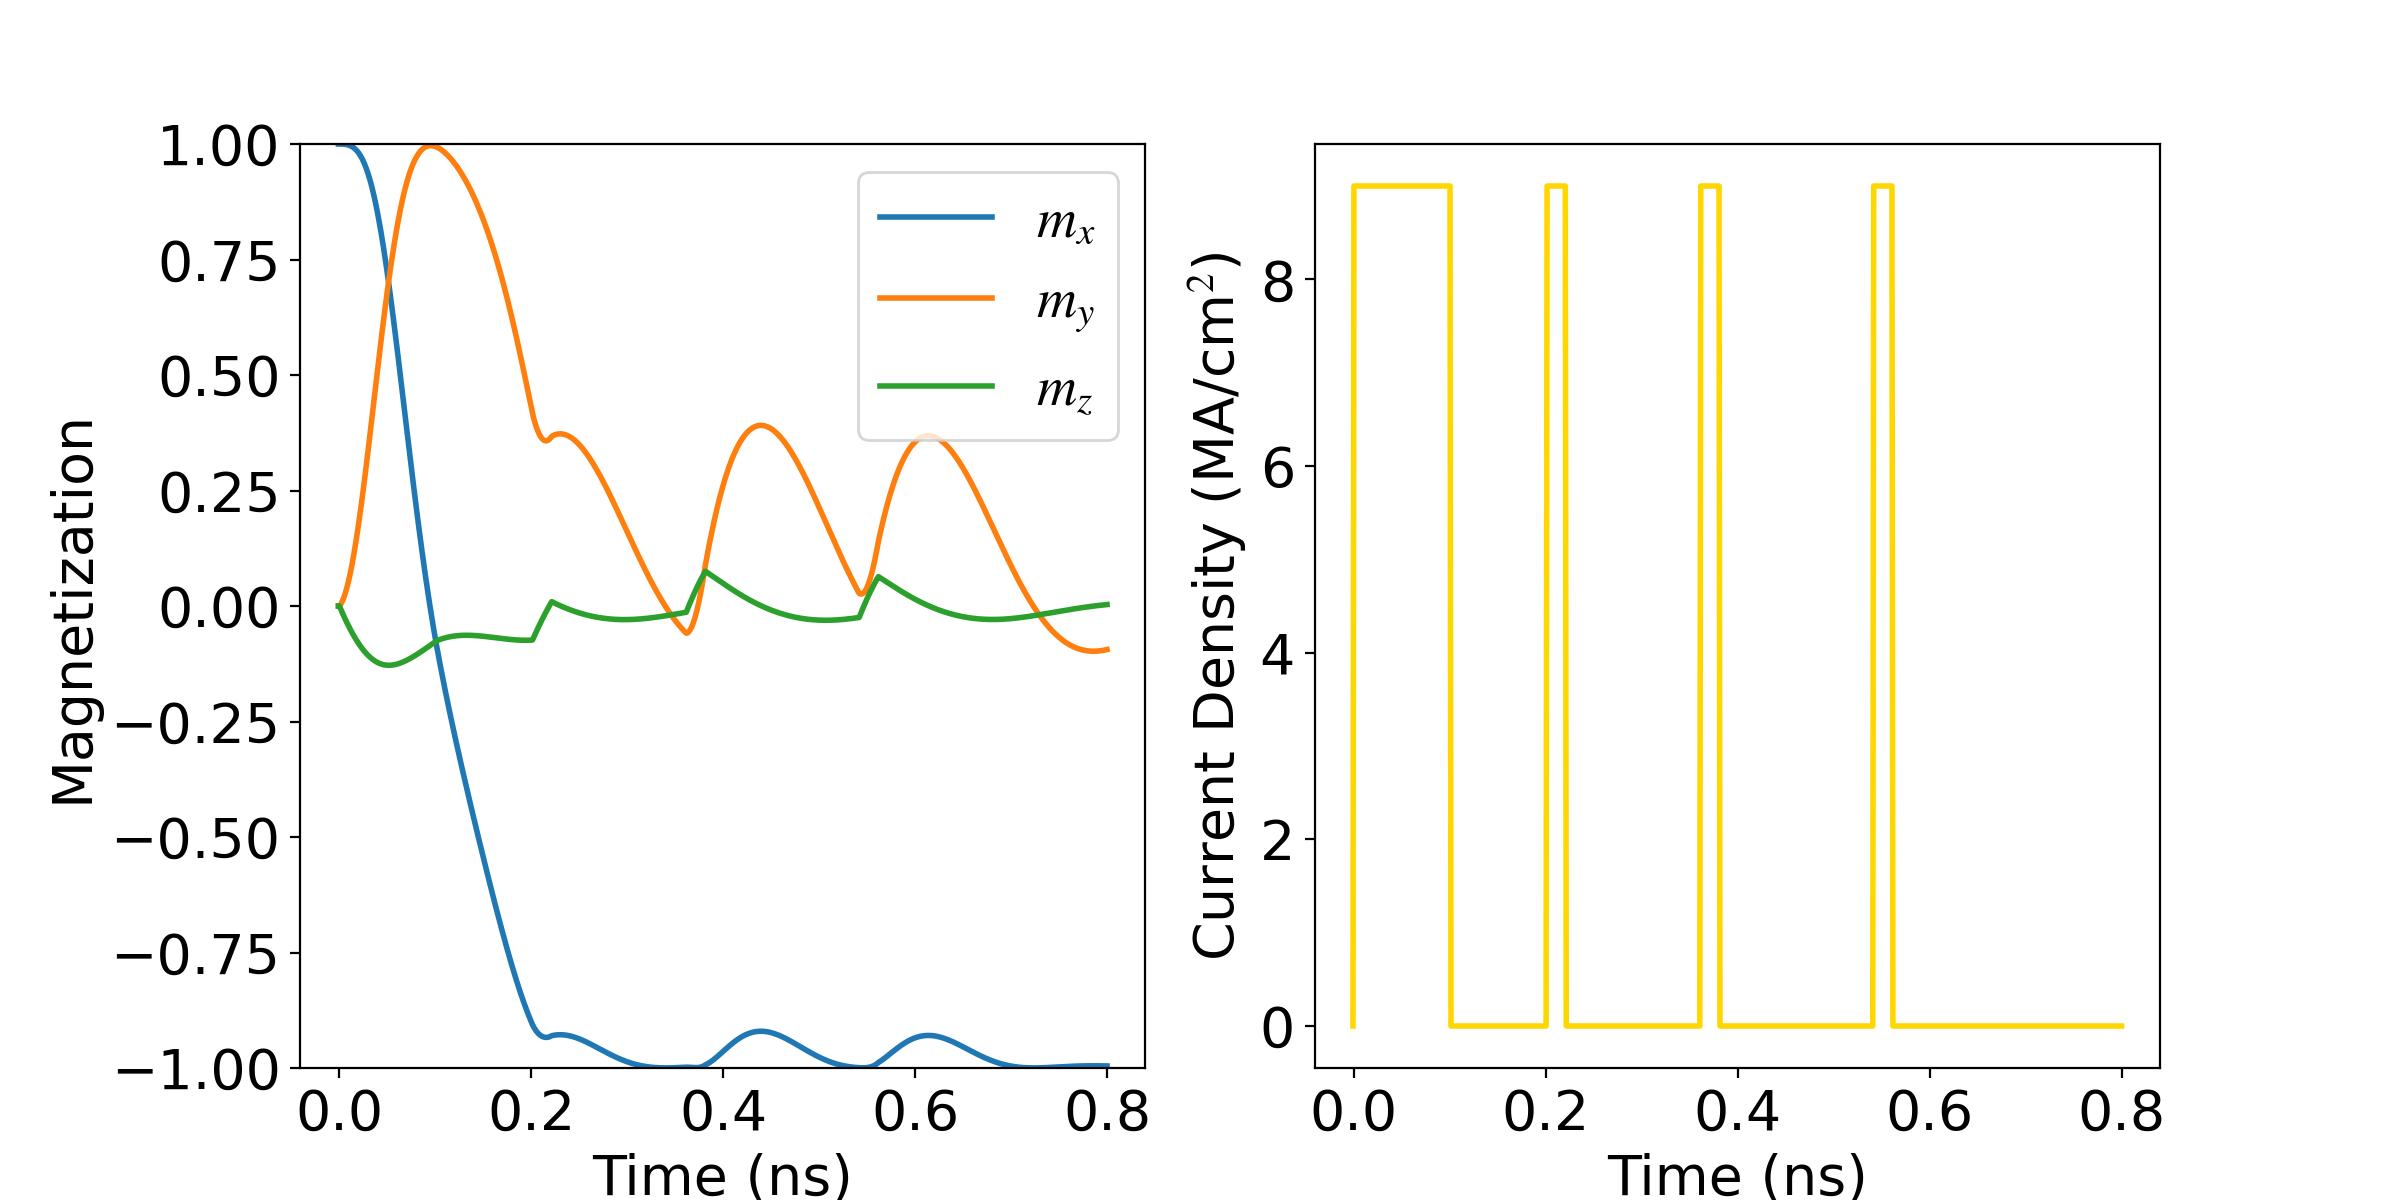 1.00
0.75
0.50
0.25
0.00
−0.25
−0.50
−0.75
−1.00
Magnetization
0.0 0.2 0.4 0.6 0.8
Time (ns)
m_x
m_y
m_z
8
6
4
2
0
Current Density (MA/cm²)
0.0 0.2 0.4 0.6 0.8
Time (ns)